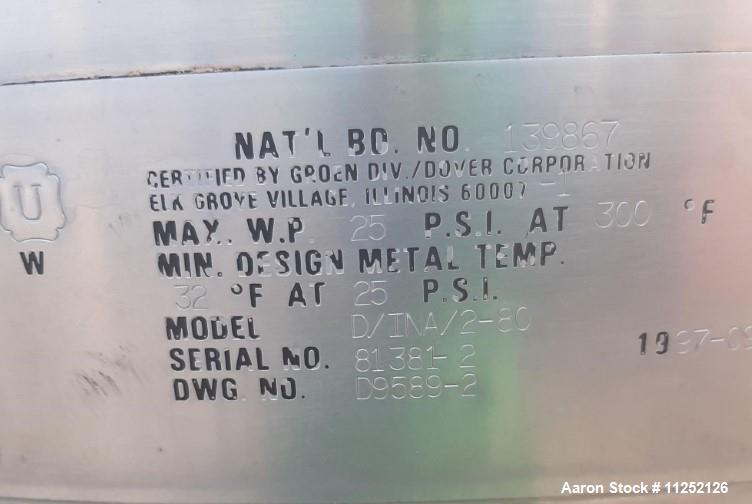 NAT'L BD. NO. 139867
CERTIFIED BY GROEN DIV./DOVER CORPORATION
ELK GROVE VILLAGE, ILLINOIS 60007 -1
U
MAX. W.P. 25 P.S.I. AT 300 °F
W
MIN. DESIGN METAL TEMP.
32 °F AT 25 P.S.I.
MODEL D/INA/2-80
SERIAL NO. 81381-2
DWG. NO. D9589-2
Aaron Stock # 11252126